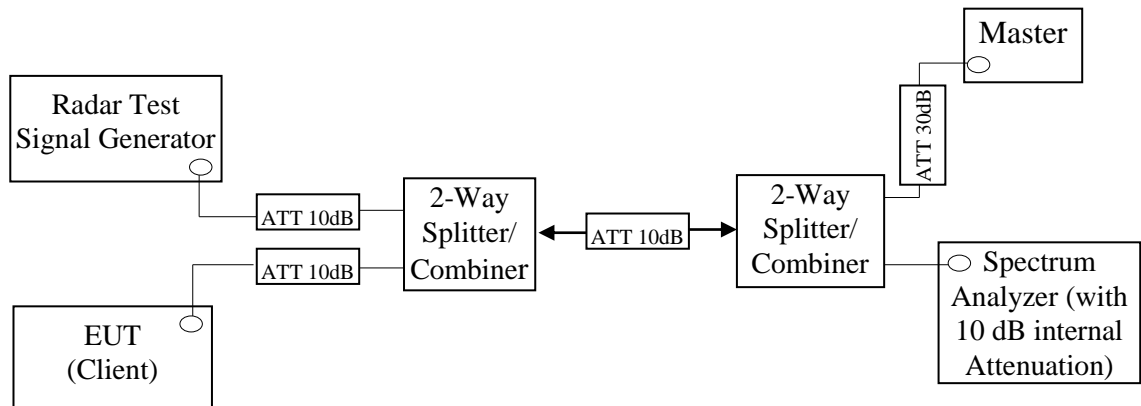 Master
ATT 30dB
Radar Test
Signal Generator
ATT 10dB
ATT 10dB
2-Way
Splitter/
Combiner
ATT 10dB
2-Way
Splitter/
Combiner
EUT
(Client)
Spectrum
Analyzer (with
10 dB internal
Attenuation)